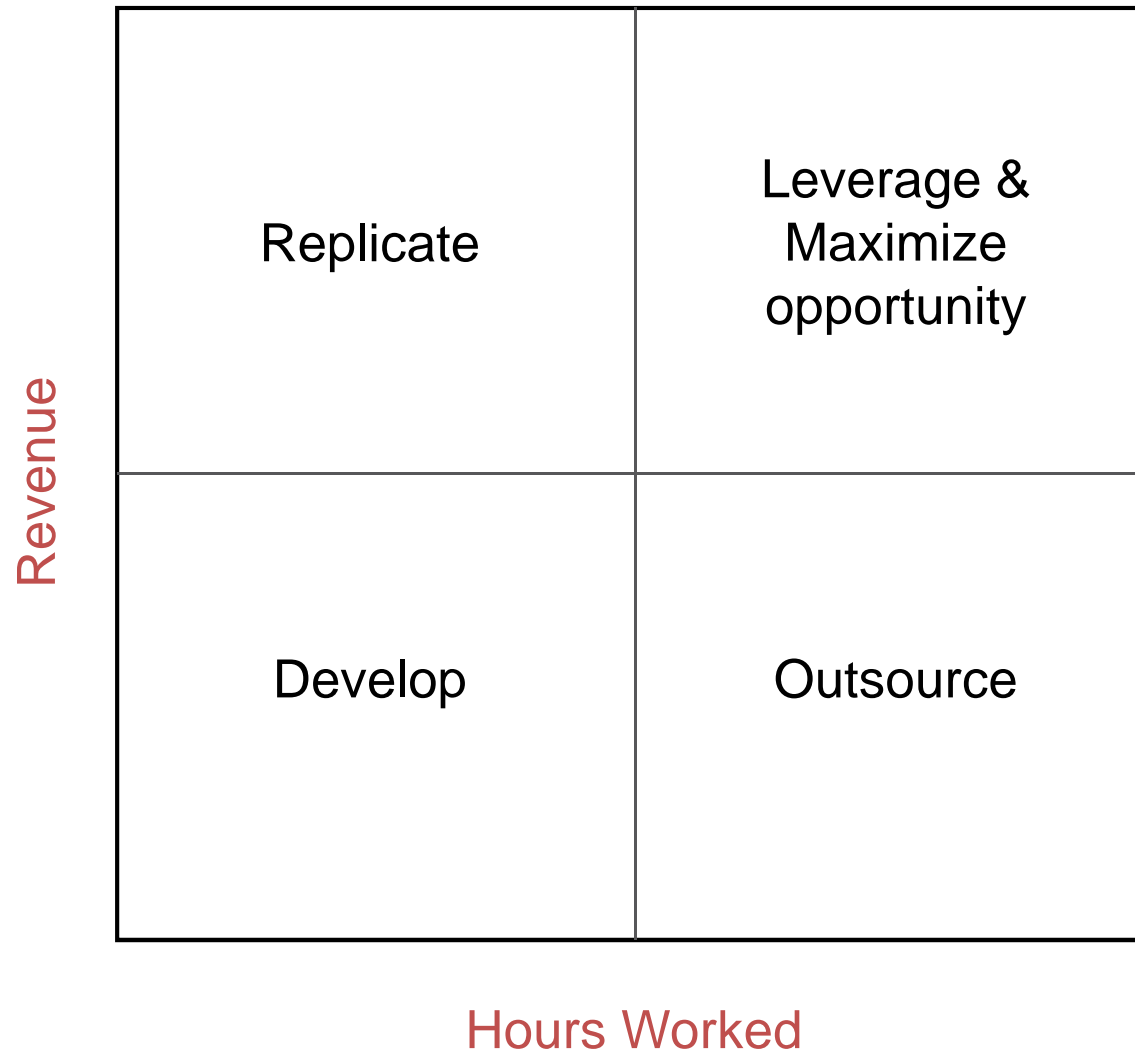 Replicate
Leverage &
Maximize
opportunity
Revenue
Develop
Outsource
Hours Worked